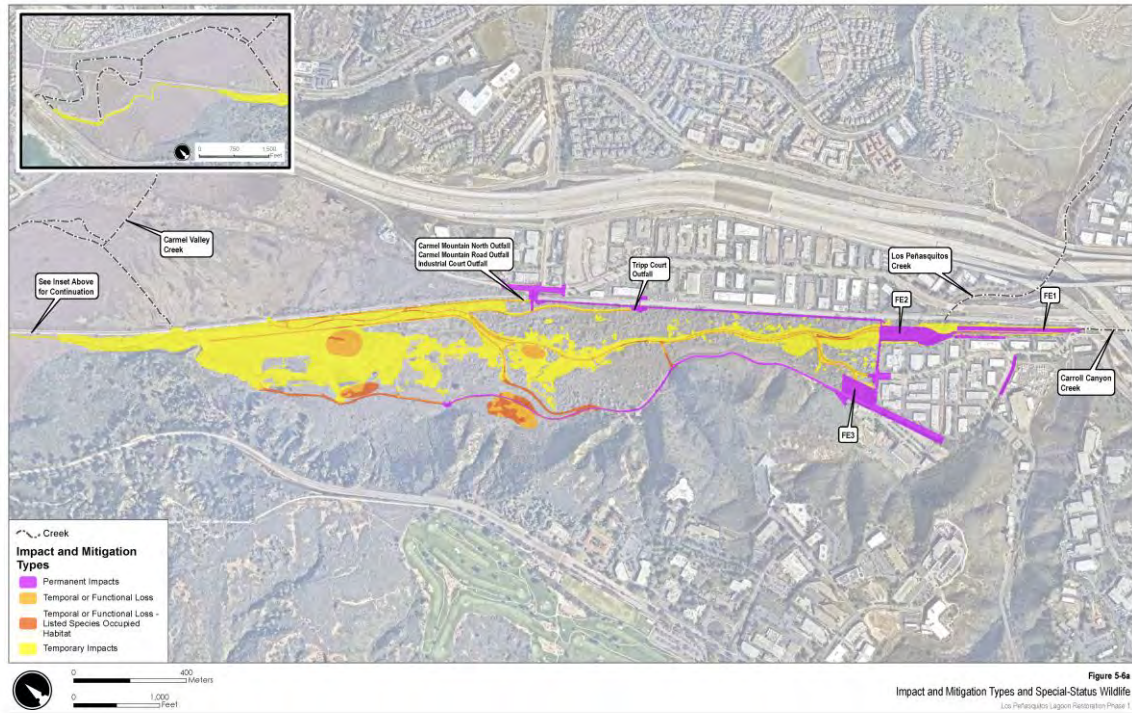 0 750 1,500
Feet
Carmel Valley
Creek
See Inset Above
for Continuation
Carmel Mountain North Outfall
Carmel Mountain Road Outfall
Industrial Court Outfall
Tripp Court
Outfall
Los Peñasquitos
Creek
FE2
FE1
Carroll Canyon
Creek
FE3
Creek
Impact and Mitigation
Types
Permanent Impacts
Temporal or Functional Loss
Temporal or Functional Loss -
Listed Species Occupied
Habitat
Temporary Impacts
0 400
Meters
0 1,000
Feet
Figure 5-6a
Impact and Mitigation Types and Special-Status Wildlife
Los Peñasquitos Lagoon Restoration Phase 1